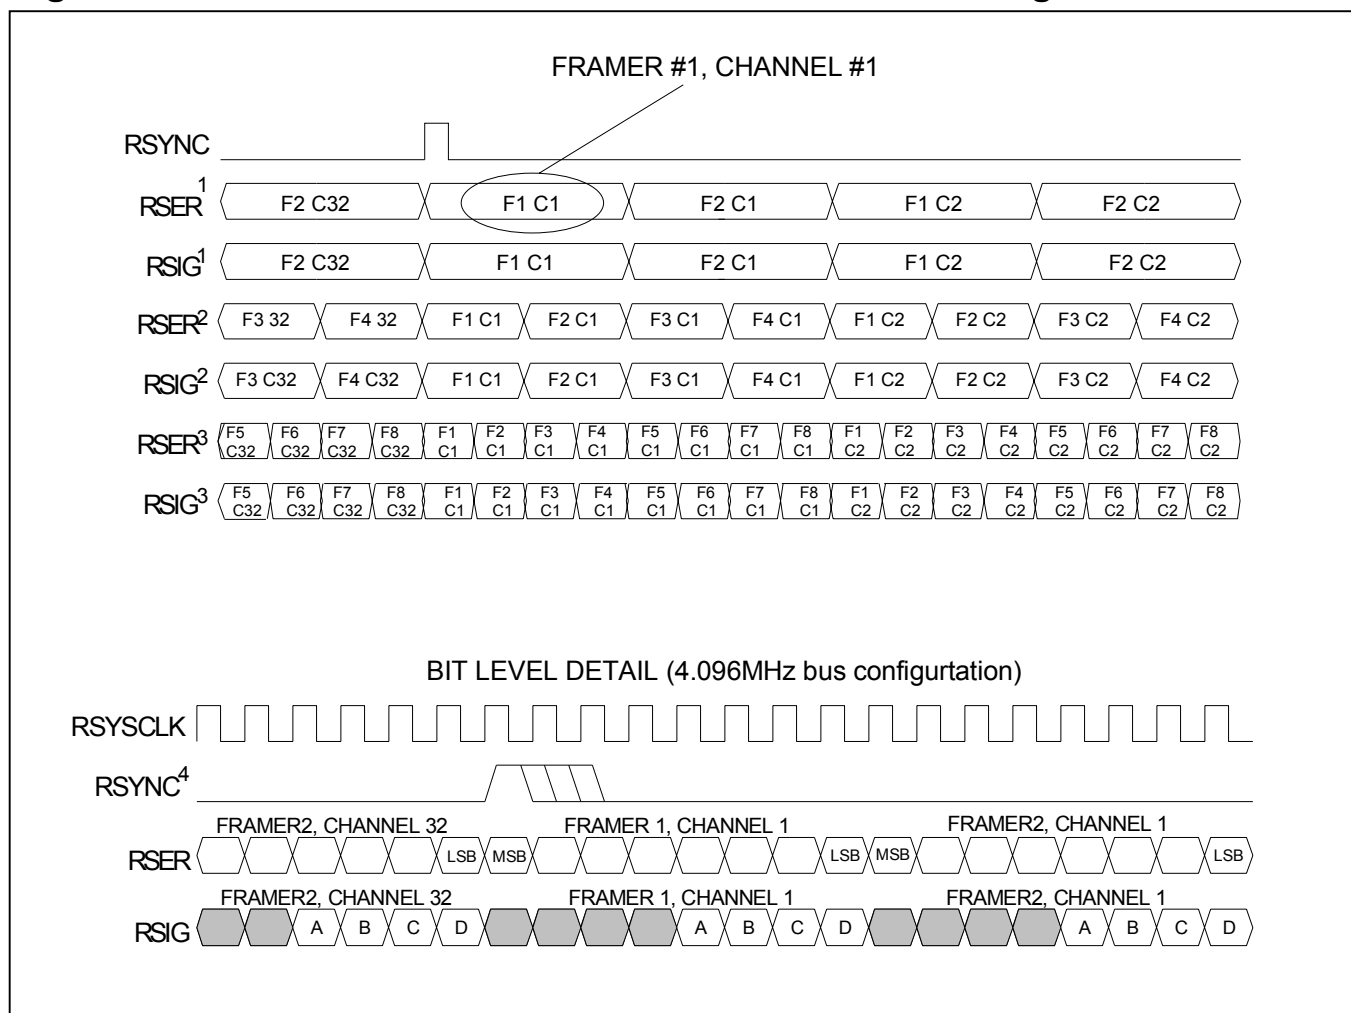 FRAMER #1, CHANNEL #1
RSYNC
RSER1 F2 C32 F1 C1 F2 C1 F1 C2 F2 C2
RSIG1 F2 C32 F1 C1 F2 C1 F1 C2 F2 C2
RSER2 F3 32 F4 32 F1 C1 F2 C1 F3 C1 F4 C1 F1 C2 F2 C2 F3 C2 F4 C2
RSIG2 F3 C32 F4 C32 F1 C1 F2 C1 F3 C1 F4 C1 F1 C2 F2 C2 F3 C2 F4 C2
RSER3 F5 C32 F6 C32 F7 C32 F8 C32 F1 C1 F2 C1 F3 C1 F4 C1 F5 C1 F6 C1 F7 C1 F8 C1 F1 C2 F2 C2 F3 C2 F4 C2 F5 C2 F6 C2 F7 C2 F8 C2
RSIG3 F5 C32 F6 C32 F7 C32 F8 C32 F1 C1 F2 C1 F3 C1 F4 C1 F5 C1 F6 C1 F7 C1 F8 C1 F1 C2 F2 C2 F3 C2 F4 C2 F5 C2 F6 C2 F7 C2 F8 C2
BIT LEVEL DETAIL (4.096MHz bus configurtation)
RSYSCLK
RSYNC4
FRAMER2, CHANNEL 32 FRAMER 1, CHANNEL 1 FRAMER2, CHANNEL 1
RSER LSB MSB LSB MSB LSB
FRAMER2, CHANNEL 32 FRAMER 1, CHANNEL 1 FRAMER2, CHANNEL 1
RSIG A B C D A B C D A B C D